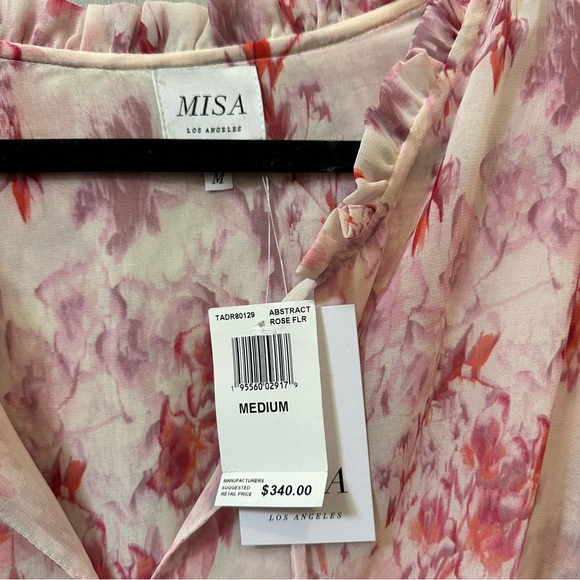 MISA
LOS ANGELES
M
TADR80129 ABSTRACT
ROSE FLR
1 95560 02917 9
MEDIUM
MANUFACTURERS
SUGGESTED
RETAIL PRICE $340.00
A
LOS ANGELES